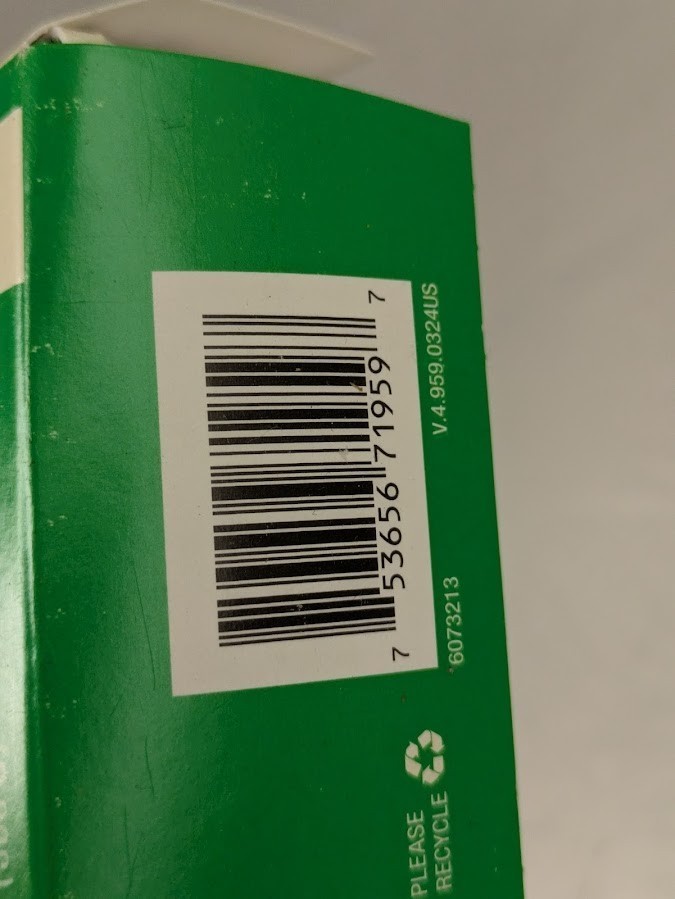 7 53656 71959 7
*6073213 V.4.959.0324US
PLEASE
RECYCLE